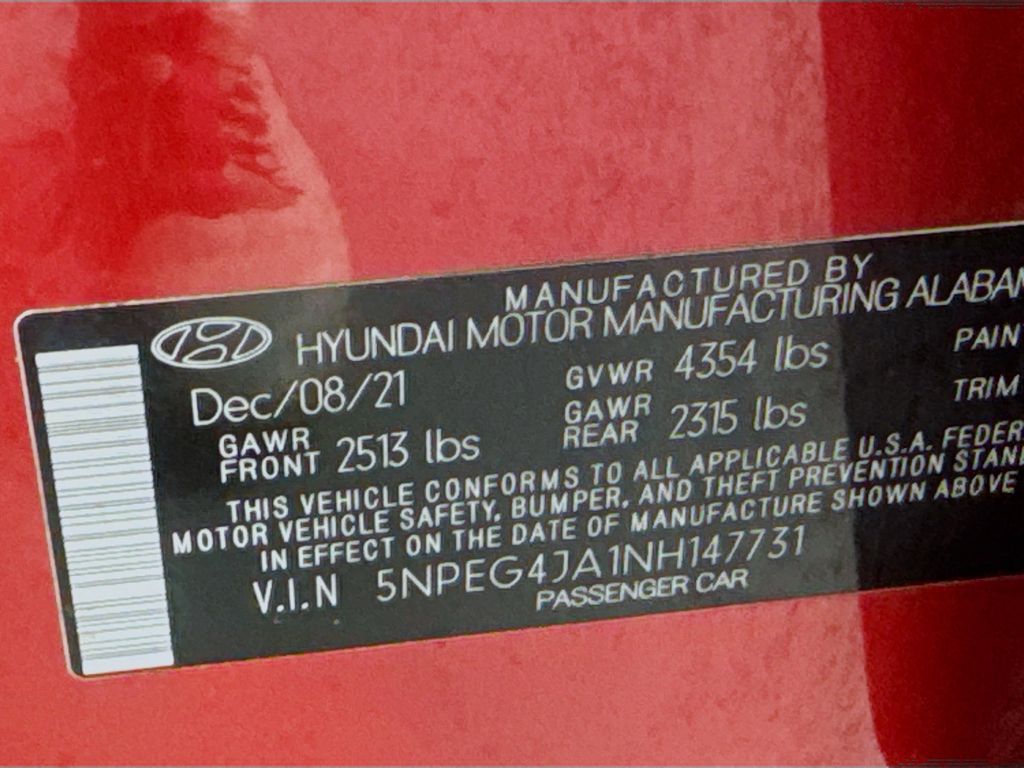 MANUFACTURED BY
HYUNDAI MOTOR MANUFACTURING
Dec/08/21 GVWR 4354 lbs
GAWR FRONT 2513 lbs GAWR REAR 2315 lbs
THIS VEHICLE CONFORMS TO ALL APPLICABLE U.S.A.
MOTOR VEHICLE SAFETY, BUMPER, AND THEFT PREVENTION
IN EFFECT ON THE DATE OF MANUFACTURE SHOWN ABOVE
V.I.N 5NPEG4JA1NH147731
PASSENGER CAR
TRIM